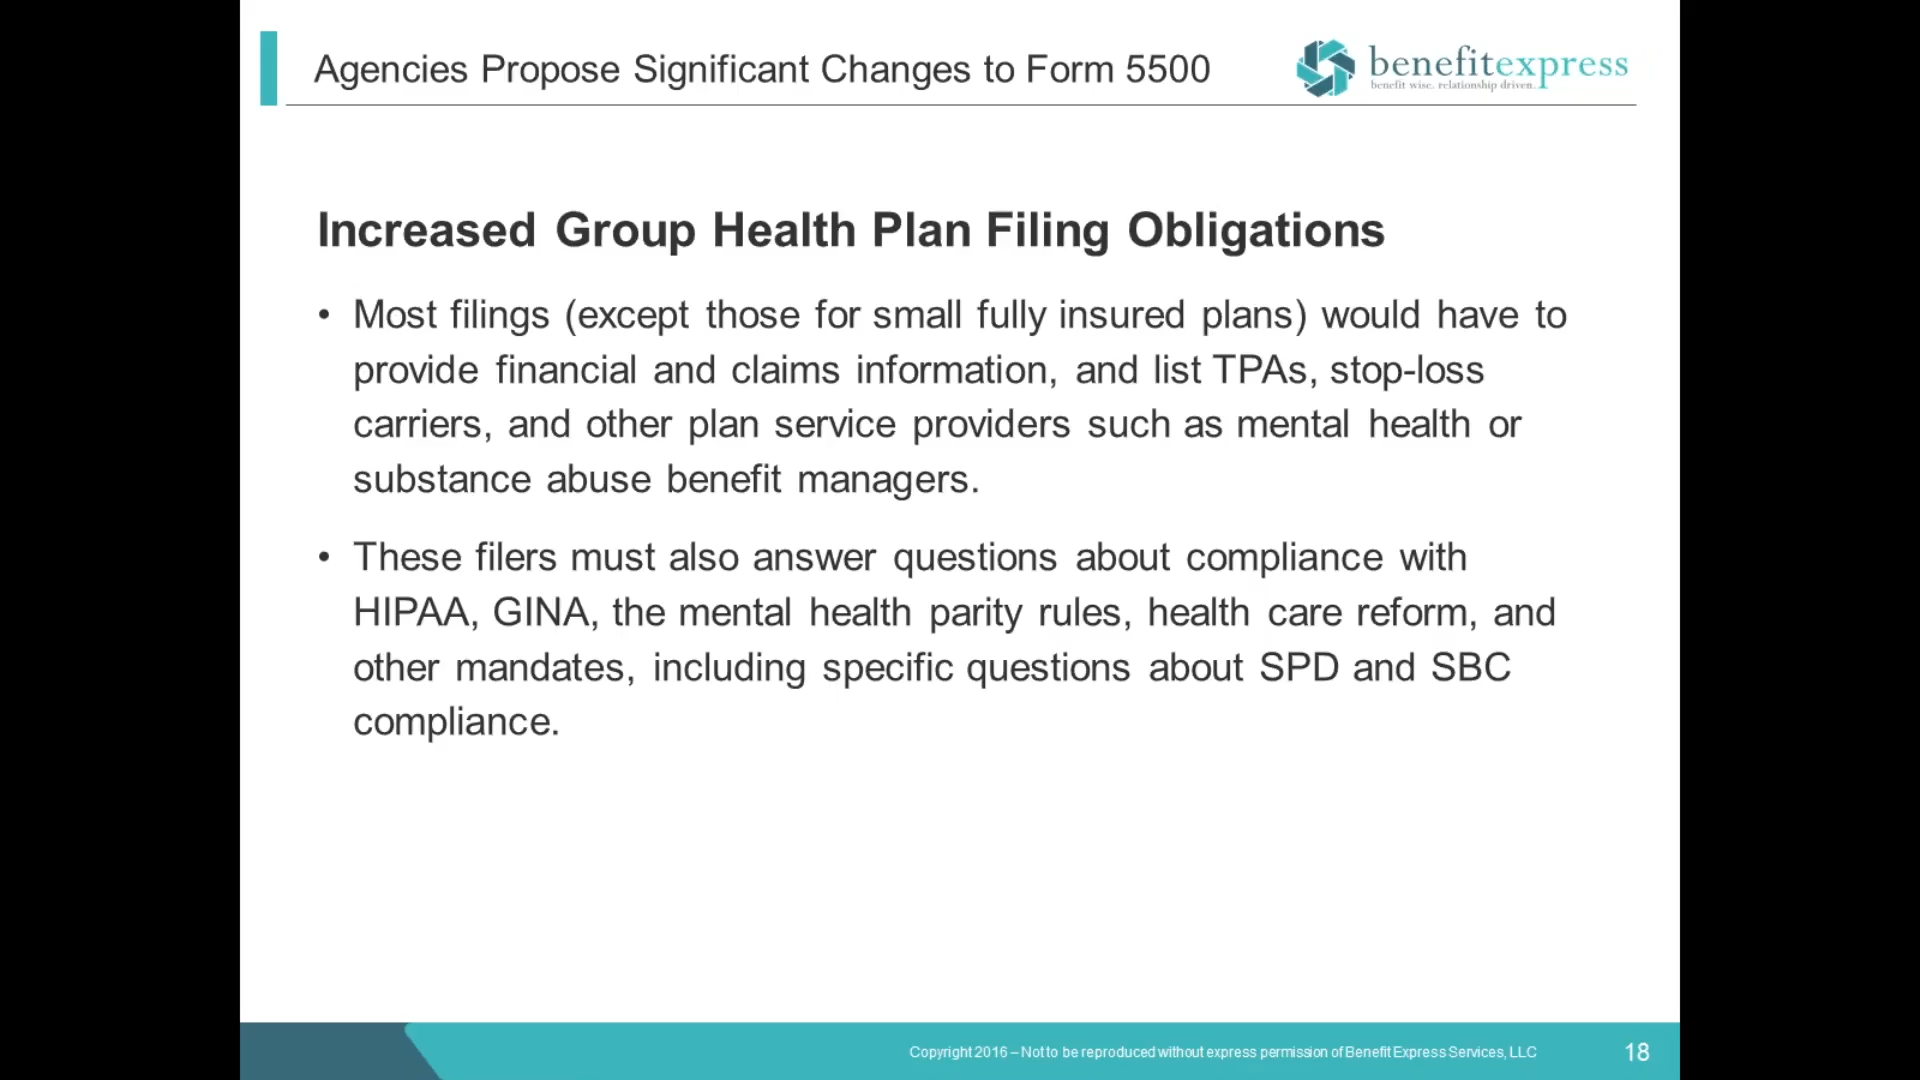 Agencies Propose Significant Changes to Form 5500
benefitexpress
benefit wise. relationship driven.
Increased Group Health Plan Filing Obligations
• Most filings (except those for small fully insured plans) would have to
provide financial and claims information, and list TPAs, stop-loss
carriers, and other plan service providers such as mental health or
substance abuse benefit managers.
• These filers must also answer questions about compliance with
HIPAA, GINA, the mental health parity rules, health care reform, and
other mandates, including specific questions about SPD and SBC
compliance.
Copyright 2016 – Not to be reproduced without express permission of Benefit Express Services, LLC
18